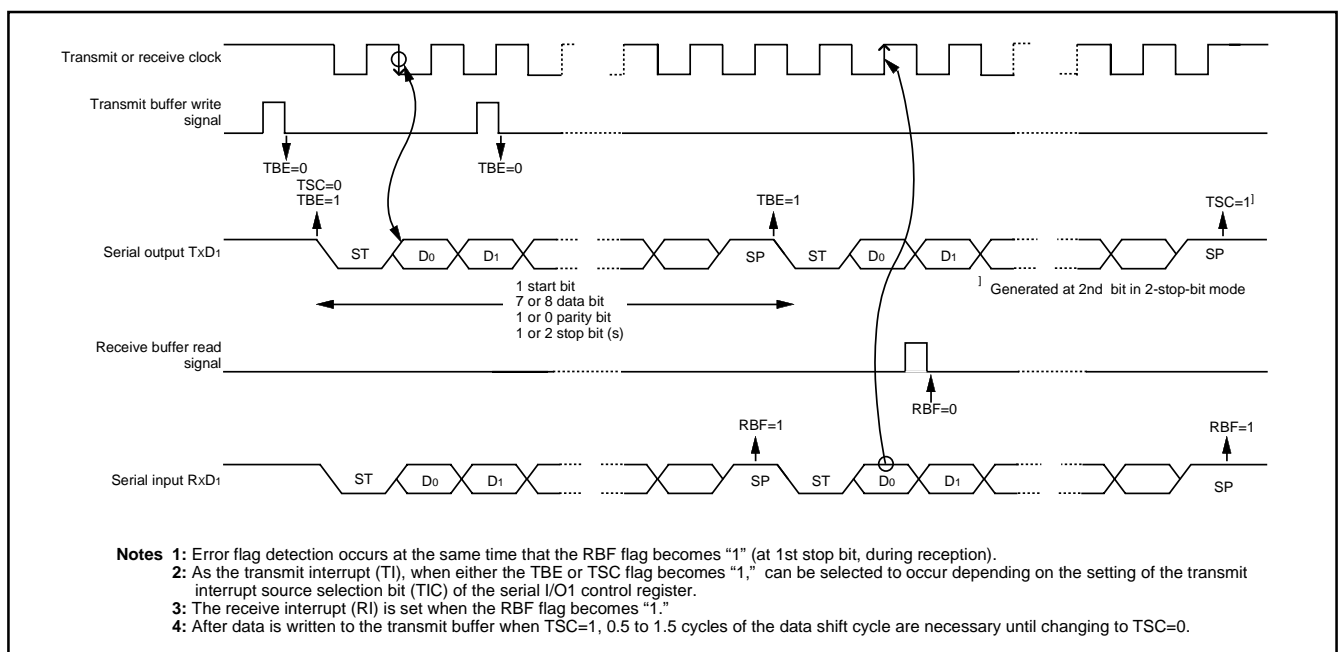 Transmit or receive clock
Transmit buffer write
signal
TBE=0
TSC=0
TBE=1
TBE=0
TBE=1
TSC=1]
Serial output TxD1
ST
D0
D1
SP
ST
D0
D1
SP
] Generated at 2nd bit in 2-stop-bit mode
1 start bit
7 or 8 data bit
1 or 0 parity bit
1 or 2 stop bit (s)
Receive buffer read
signal
RBF=0
RBF=1
RBF=1
Serial input RxD1
ST
D0
D1
SP
ST
D0
D1
SP
Notes 1: Error flag detection occurs at the same time that the RBF flag becomes “1” (at 1st stop bit, during reception).
2: As the transmit interrupt (TI), when either the TBE or TSC flag becomes “1,” can be selected to occur depending on the setting of the transmit
interrupt source selection bit (TIC) of the serial I/O1 control register.
3: The receive interrupt (RI) is set when the RBF flag becomes “1.”
4: After data is written to the transmit buffer when TSC=1, 0.5 to 1.5 cycles of the data shift cycle are necessary until changing to TSC=0.